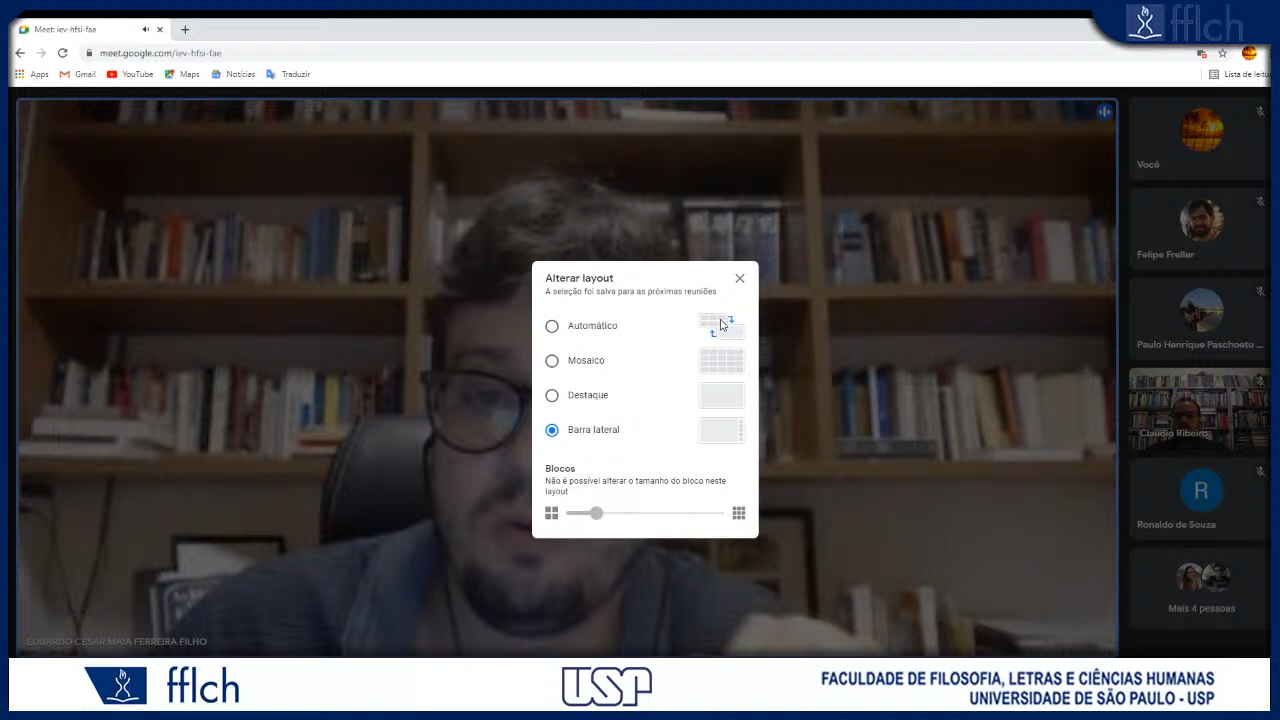 Meet: iev-hfsi-fae
fflch
meet.google.com/iev-hfsi-fae
Apps
Gmail
YouTube
Maps
Notícias
Traduzir
Lista de leitu
Você
Felipe Freller
Paulo Henrique Paschoeto ...
Claudio Ribeiro
R
Ronaldo de Souza
Mais 4 pessoas
Alterar layout
A seleção foi salva para as próximas reuniões
Automático
Mosaico
Destaque
Barra lateral
Blocos
Não é possível alterar o tamanho do bloco neste
layout
EDUARDO CESAR MAIA FERREIRA FILHO
fflch
USP
FACULDADE DE FILOSOFIA, LETRAS E CIÊNCIAS HUMANAS
UNIVERSIDADE DE SÃO PAULO - USP